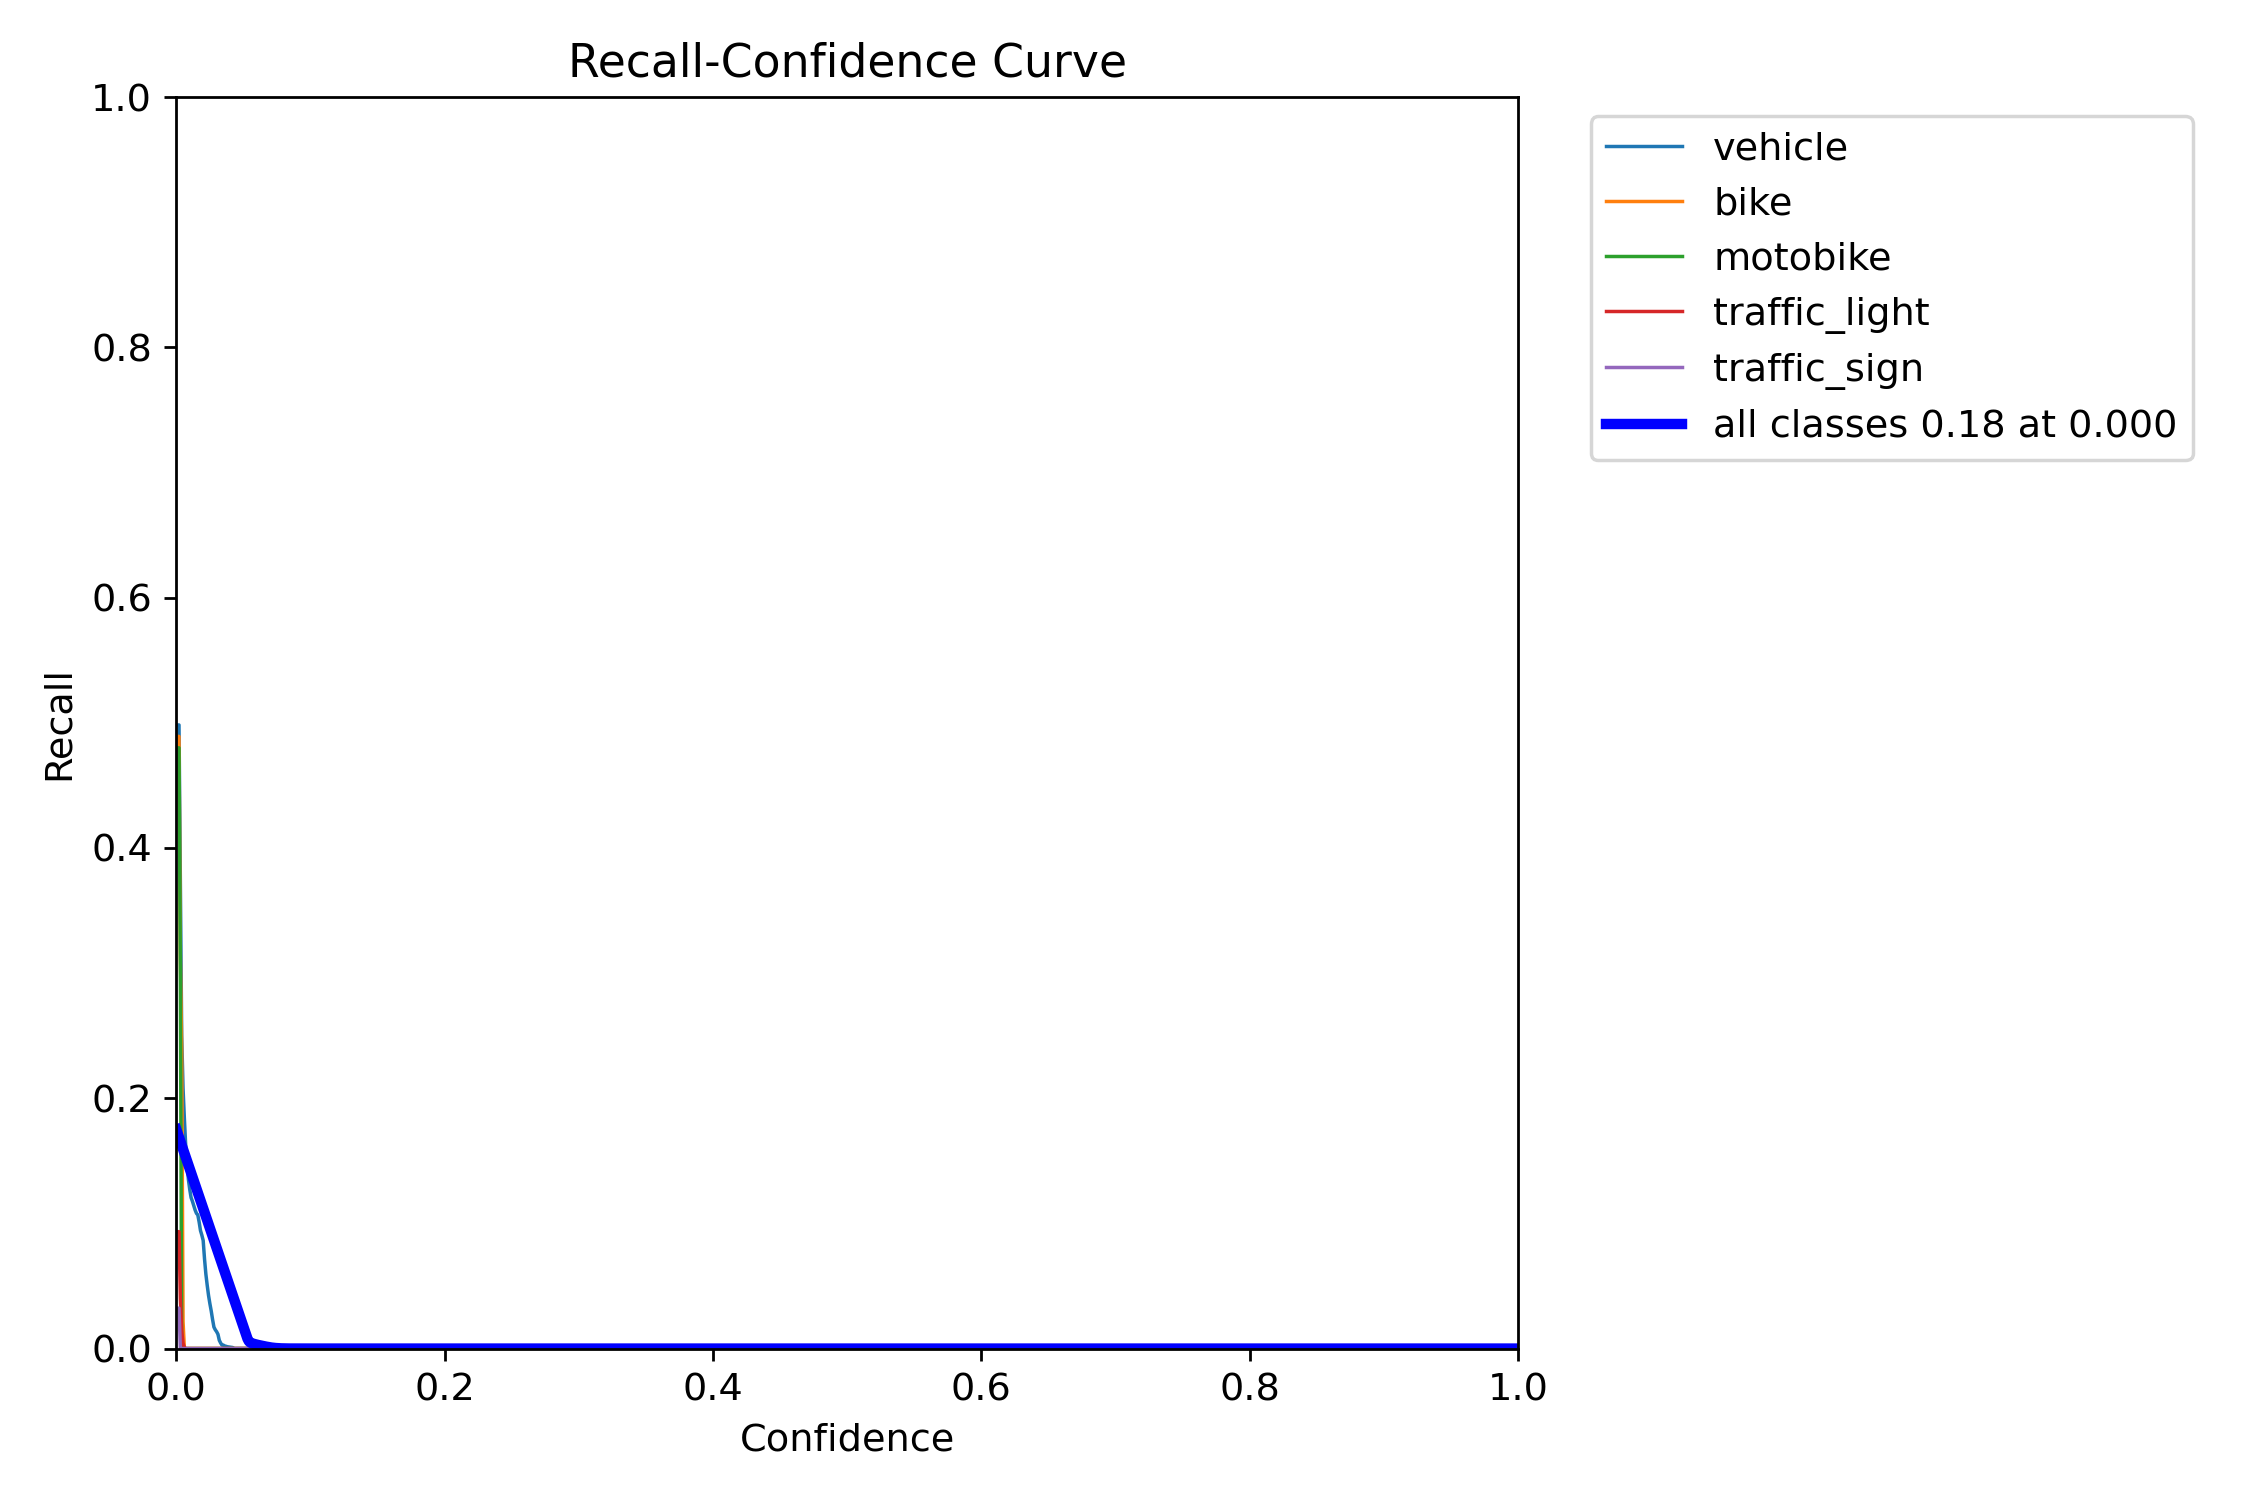 Recall-Confidence Curve
1.0
0.8
0.6
0.4
0.2
0.0
Recall
0.0 0.2 0.4 0.6 0.8 1.0
Confidence
vehicle
bike
motobike
traffic_light
traffic_sign
all classes 0.18 at 0.000